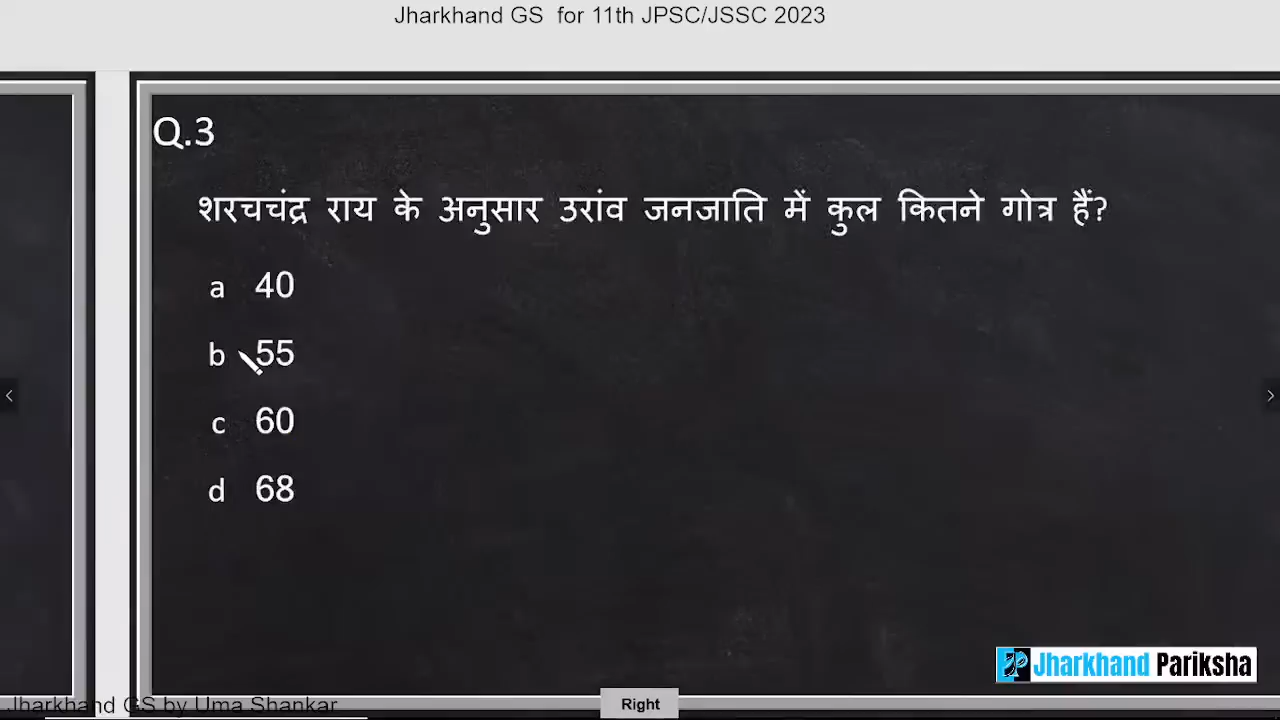 Jharkhand GS for 11th JPSC/JSSC 2023
Q.3
शरचचंद्र राय के अनुसार उरांव जनजाति में कुल कितने गोत्र हैं?
a 40
b 55
c 60
d 68
Jharkhand Pariksha
Jharkhand GS by Uma Shankar
Right